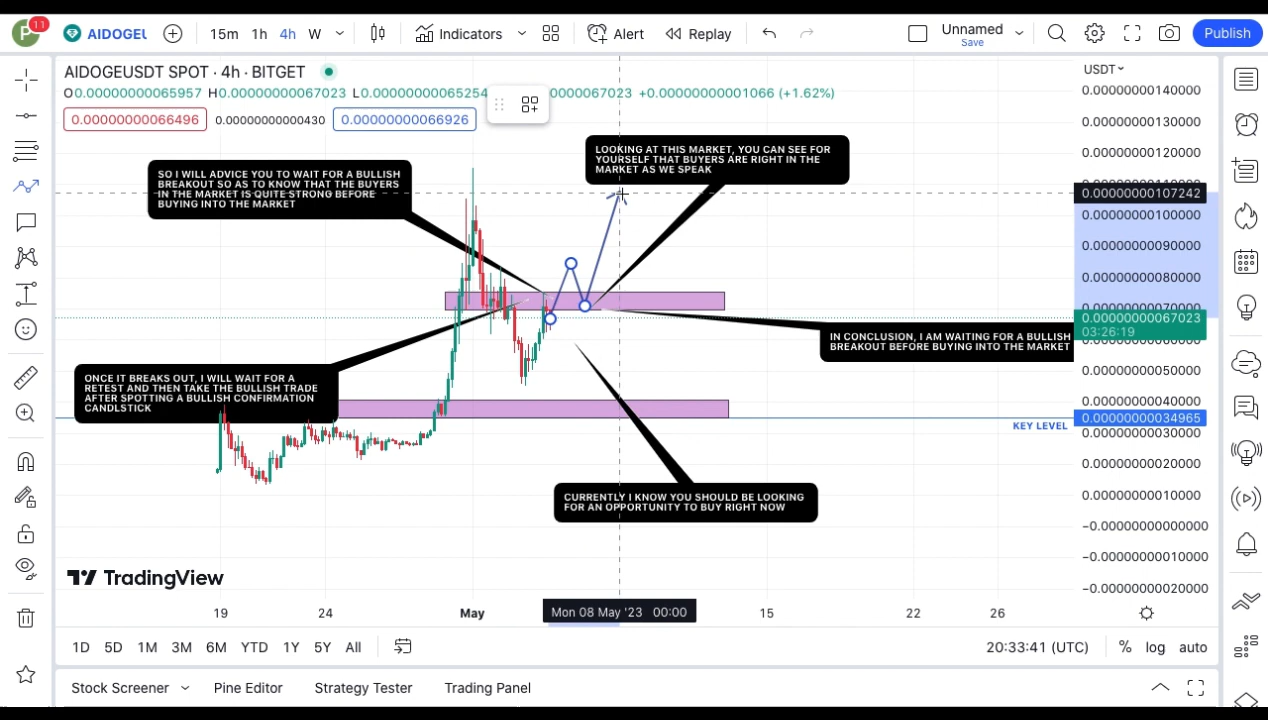 P
11
AIDOGEU
15m 1h 4h W
Indicators
Alert
Replay
Unnamed
Save
Publish
AIDOGEUSDT SPOT · 4h · BITGET
O0.00000000065957 H0.00000000067023 L0.00000000065254 0000067023 +0.00000000001066 (+1.62%)
0.00000000066496
0.00000000000430
0.00000000066926
USDT
0.00000000140000
0.00000000130000
0.00000000120000
0.00000000107242
0.00000000100000
0.00000000090000
0.00000000080000
0.00000000067023
03:26:19
0.00000000050000
0.00000000040000
0.00000000034965
0.00000000030000
0.00000000020000
0.00000000010000
−0.00000000000000
−0.00000000010000
−0.00000000020000
SO I WILL ADVICE YOU TO WAIT FOR A BULLISH
BREAKOUT SO AS TO KNOW THAT THE BUYERS
IN THE MARKET IS QUITE STRONG BEFORE
BUYING INTO THE MARKET
LOOKING AT THIS MARKET, YOU CAN SEE FOR
YOURSELF THAT BUYERS ARE RIGHT IN THE
MARKET AS WE SPEAK
IN CONCLUSION, I AM WAITING FOR A BULLISH
BREAKOUT BEFORE BUYING INTO THE MARKET
ONCE IT BREAKS OUT, I WILL WAIT FOR A
RETEST AND THEN TAKE THE BULLISH TRADE
AFTER SPOTTING A BULLISH CONFIRMATION
CANDLSTICK
KEY LEVEL
CURRENTLY I KNOW YOU SHOULD BE LOOKING
FOR AN OPPORTUNITY TO BUY RIGHT NOW
TradingView
19 24 May Mon 08 May '23 00:00 15 22 26
1D 5D 1M 3M 6M YTD 1Y 5Y All
20:33:41 (UTC) % log auto
Stock Screener Pine Editor Strategy Tester Trading Panel